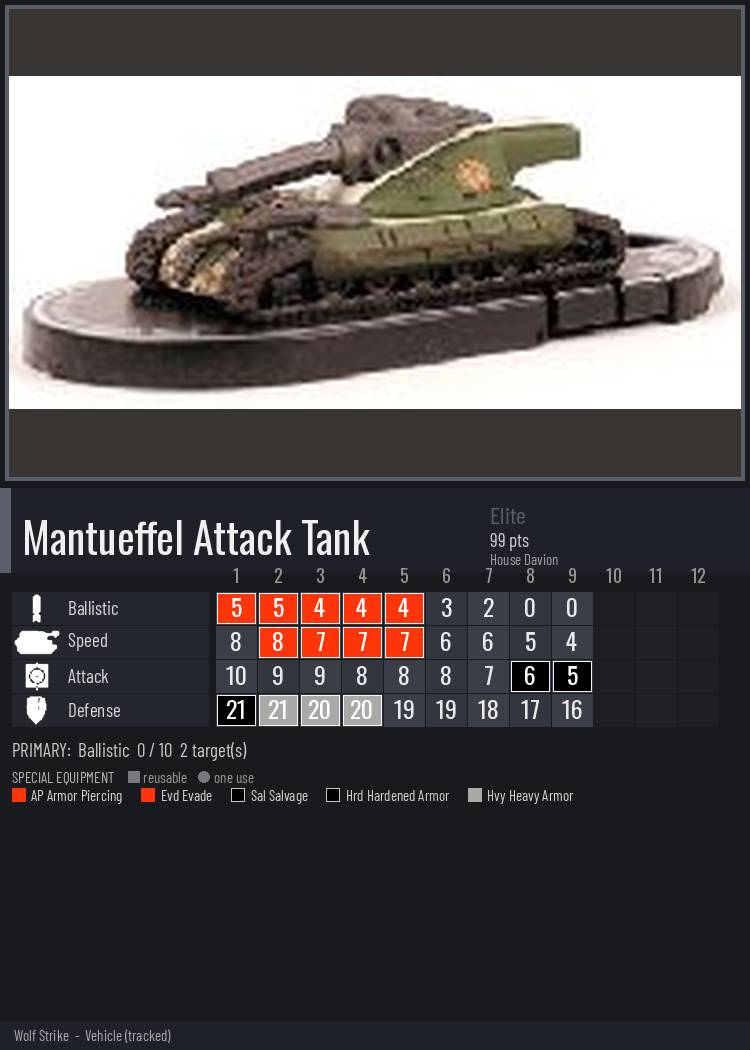 Mantueffel Attack Tank
Elite
99 pts
House Davion
1 2 3 4 5 6 7 8 9 10 11 12
Ballistic 5 5 4 4 4 3 2 0 0
Speed 8 8 7 7 7 6 6 5 4
Attack 10 9 9 8 8 8 7 6 5
Defense 21 21 20 20 19 19 18 17 16
PRIMARY: Ballistic 0 / 10 2 target(s)
SPECIAL EQUIPMENT reusable one use
AP Armor Piercing Evd Evade Sal Salvage Hrd Hardened Armor Hvy Heavy Armor
Wolf Strike - Vehicle (tracked)